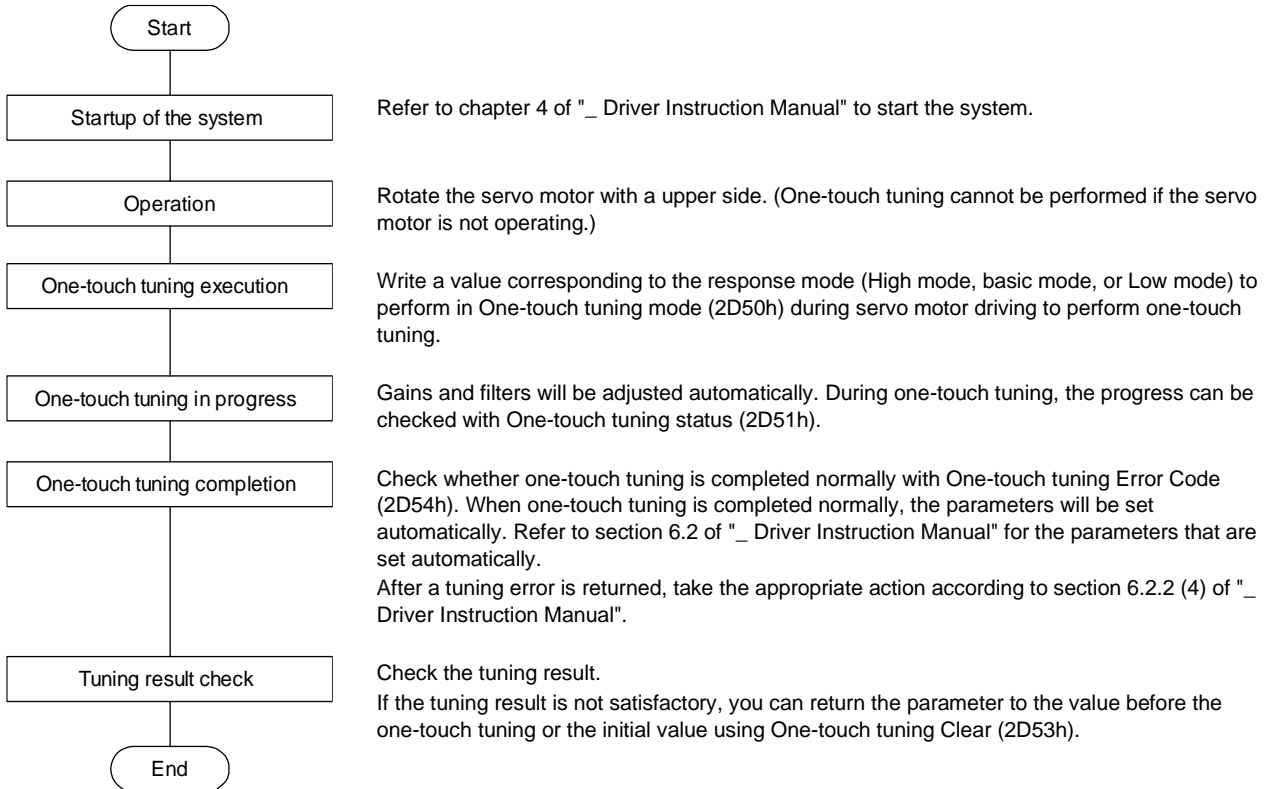 Start
Startup of the system
Refer to chapter 4 of "_ Driver Instruction Manual" to start the system.
Operation
Rotate the servo motor with a upper side. (One-touch tuning cannot be performed if the servo
motor is not operating.)
One-touch tuning execution
Write a value corresponding to the response mode (High mode, basic mode, or Low mode) to
perform in One-touch tuning mode (2D50h) during servo motor driving to perform one-touch
tuning.
One-touch tuning in progress
Gains and filters will be adjusted automatically. During one-touch tuning, the progress can be
checked with One-touch tuning status (2D51h).
One-touch tuning completion
Check whether one-touch tuning is completed normally with One-touch tuning Error Code
(2D54h). When one-touch tuning is completed normally, the parameters will be set
automatically. Refer to section 6.2 of "_ Driver Instruction Manual" for the parameters that are
set automatically.
After a tuning error is returned, take the appropriate action according to section 6.2.2 (4) of "_
Driver Instruction Manual".
Tuning result check
Check the tuning result.
If the tuning result is not satisfactory, you can return the parameter to the value before the
one-touch tuning or the initial value using One-touch tuning Clear (2D53h).
End